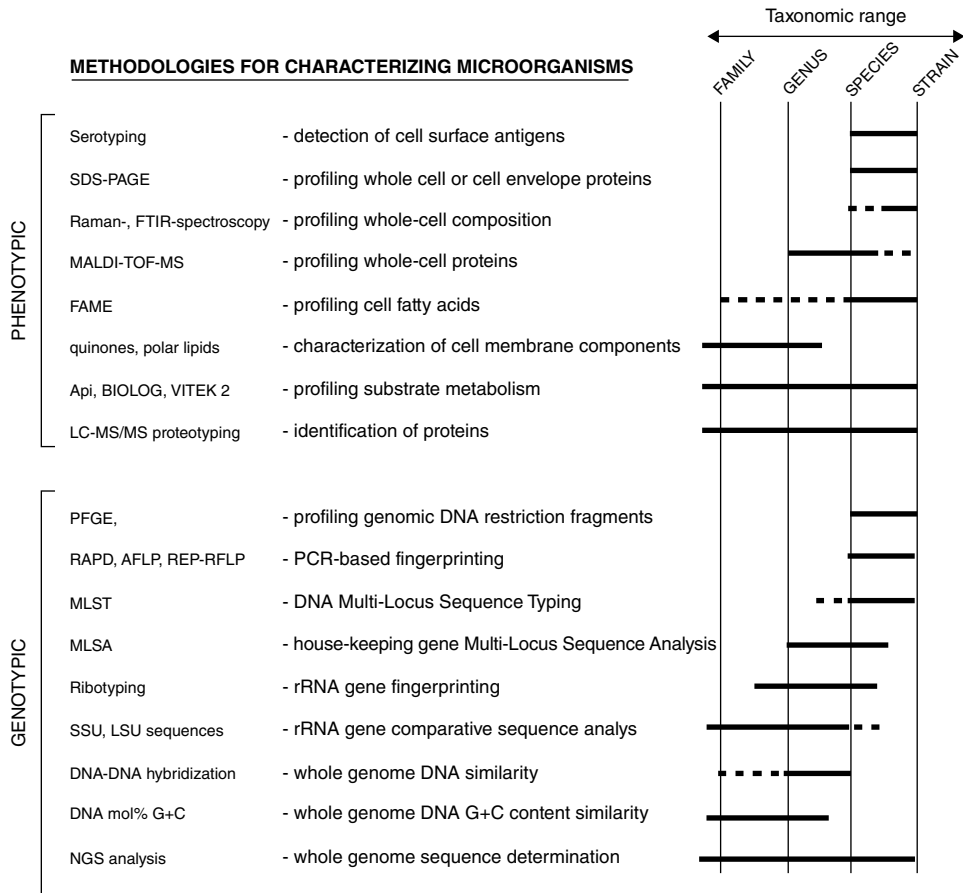 Taxonomic range
METHODOLOGIES FOR CHARACTERIZING MICROORGANISMS
FAMILY GENUS SPECIES STRAIN
PHENOTYPIC
Serotyping - detection of cell surface antigens
SDS-PAGE - profiling whole cell or cell envelope proteins
Raman-, FTIR-spectroscopy - profiling whole-cell composition
MALDI-TOF-MS - profiling whole-cell proteins
FAME - profiling cell fatty acids
quinones, polar lipids - characterization of cell membrane components
Api, BIOLOG, VITEK 2 - profiling substrate metabolism
LC-MS/MS proteotyping - identification of proteins
GENOTYPIC
PFGE, - profiling genomic DNA restriction fragments
RAPD, AFLP, REP-RFLP - PCR-based fingerprinting
MLST - DNA Multi-Locus Sequence Typing
MLSA - house-keeping gene Multi-Locus Sequence Analysis
Ribotyping - rRNA gene fingerprinting
SSU, LSU sequences - rRNA gene comparative sequence analys
DNA-DNA hybridization - whole genome DNA similarity
DNA mol% G+C - whole genome DNA G+C content similarity
NGS analysis - whole genome sequence determination